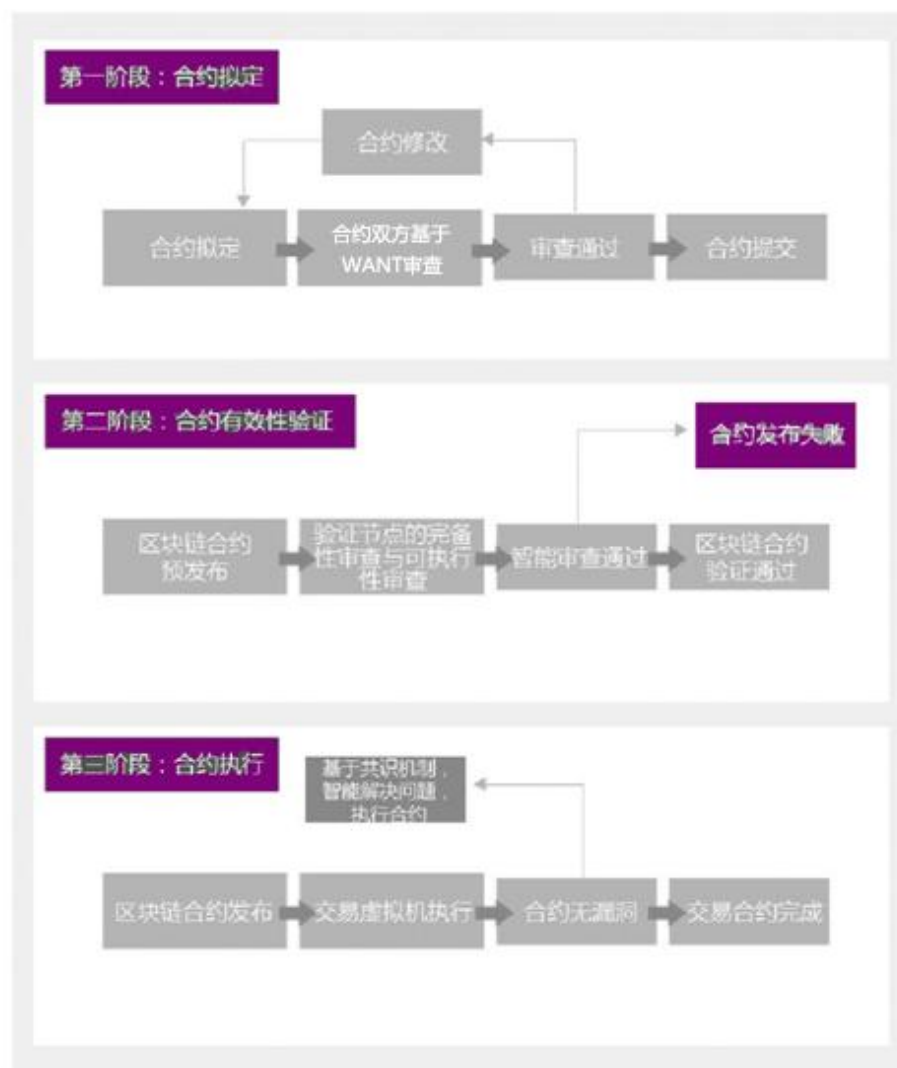 第一阶段：合约拟定
合约修改
合约拟定
合约双方基于
WANT审查
审查通过
合约提交
第二阶段：合约有效性验证
合约发布失败
区块链合约
预发布
验证节点的完备
性审查与可执行
性审查
智能审查通过
区块链合约
验证通过
第三阶段：合约执行
基于共识机制，
智能解决问题，
执行合约
区块链合约发布
交易虚拟机执行
合约无漏洞
交易合约完成